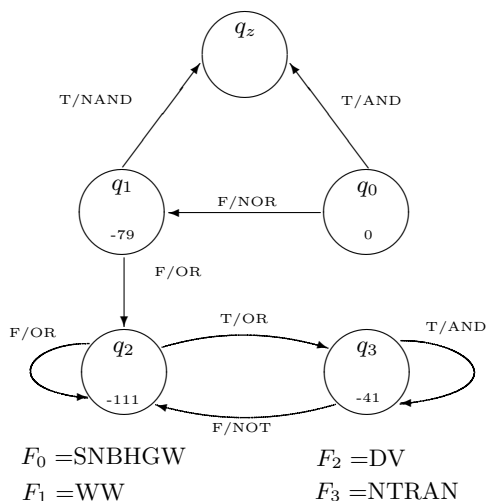 q_z
T/NAND
T/AND
q_1
-79
F/NOR
q_0
0
F/OR
F/OR
q_2
-111
T/OR
q_3
-41
T/AND
F/NOT
F_0 =SNBHGW
F_2 =DV
F_1 =WW
F_3 =NTRAN